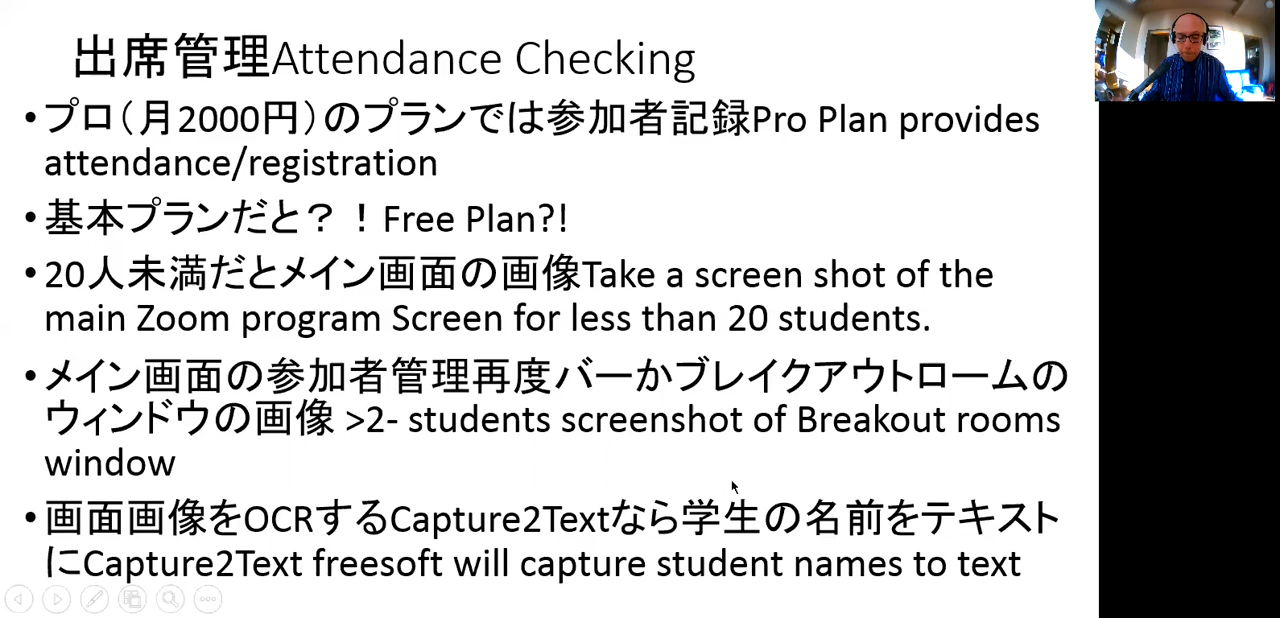 出席管理Attendance Checking
• プロ（月2000円）のプランでは参加者記録Pro Plan provides
attendance/registration
• 基本プランだと？！Free Plan?!
• 20人未満だとメイン画面の画像Take a screen shot of the
main Zoom program Screen for less than 20 students.
• メイン画面の参加者管理再度バーかブレイクアウトロームの
ウィンドウの画像 >2- students screenshot of Breakout rooms
window
• 画面画像をOCRするCapture2Textなら学生の名前をテキスト
にCapture2Text freesoft will capture student names to text